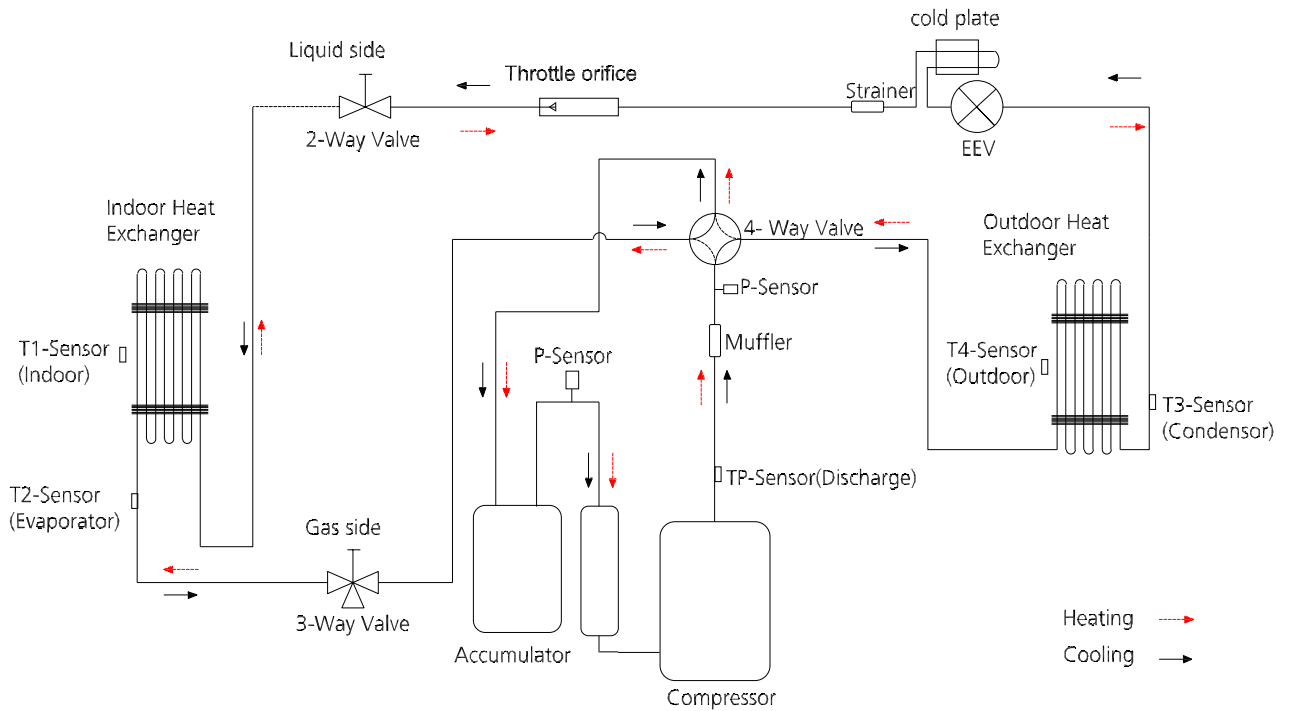 cold plate
Liquid side
Throttle orifice
Strainer
2-Way Valve
EEV
Indoor Heat
Exchanger
4- Way Valve
Outdoor Heat
Exchanger
P-Sensor
Muffler
T1-Sensor
(Indoor)
P-Sensor
T4-Sensor
(Outdoor)
T3-Sensor
(Condensor)
TP-Sensor(Discharge)
T2-Sensor
(Evaporator)
Gas side
3-Way Valve
Accumulator
Compressor
Heating
Cooling